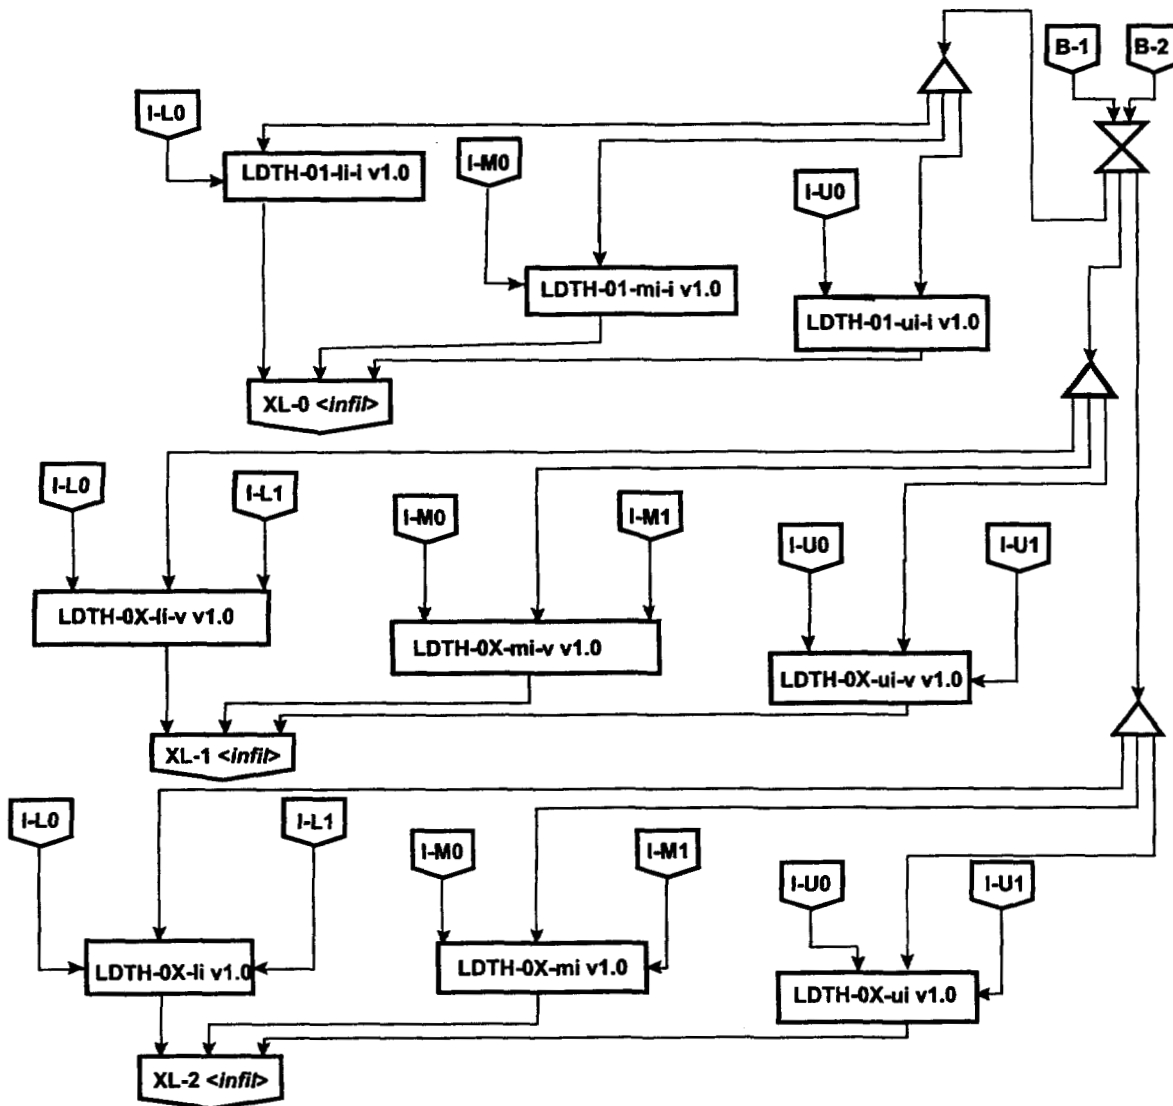 B-1
B-2
I-L0
LDTH-01-li-i v1.0
I-M0
I-U0
LDTH-01-mi-i v1.0
LDTH-01-ui-i v1.0
XL-0 <infil>
I-L0
I-L1
I-M0
I-M1
I-U0
I-U1
LDTH-0X-li-v v1.0
LDTH-0X-mi-v v1.0
LDTH-0X-ui-v v1.0
XL-1 <infil>
I-L0
I-L1
I-M0
I-M1
I-U0
I-U1
LDTH-0X-li v1.0
LDTH-0X-mi v1.0
LDTH-0X-ui v1.0
XL-2 <infil>